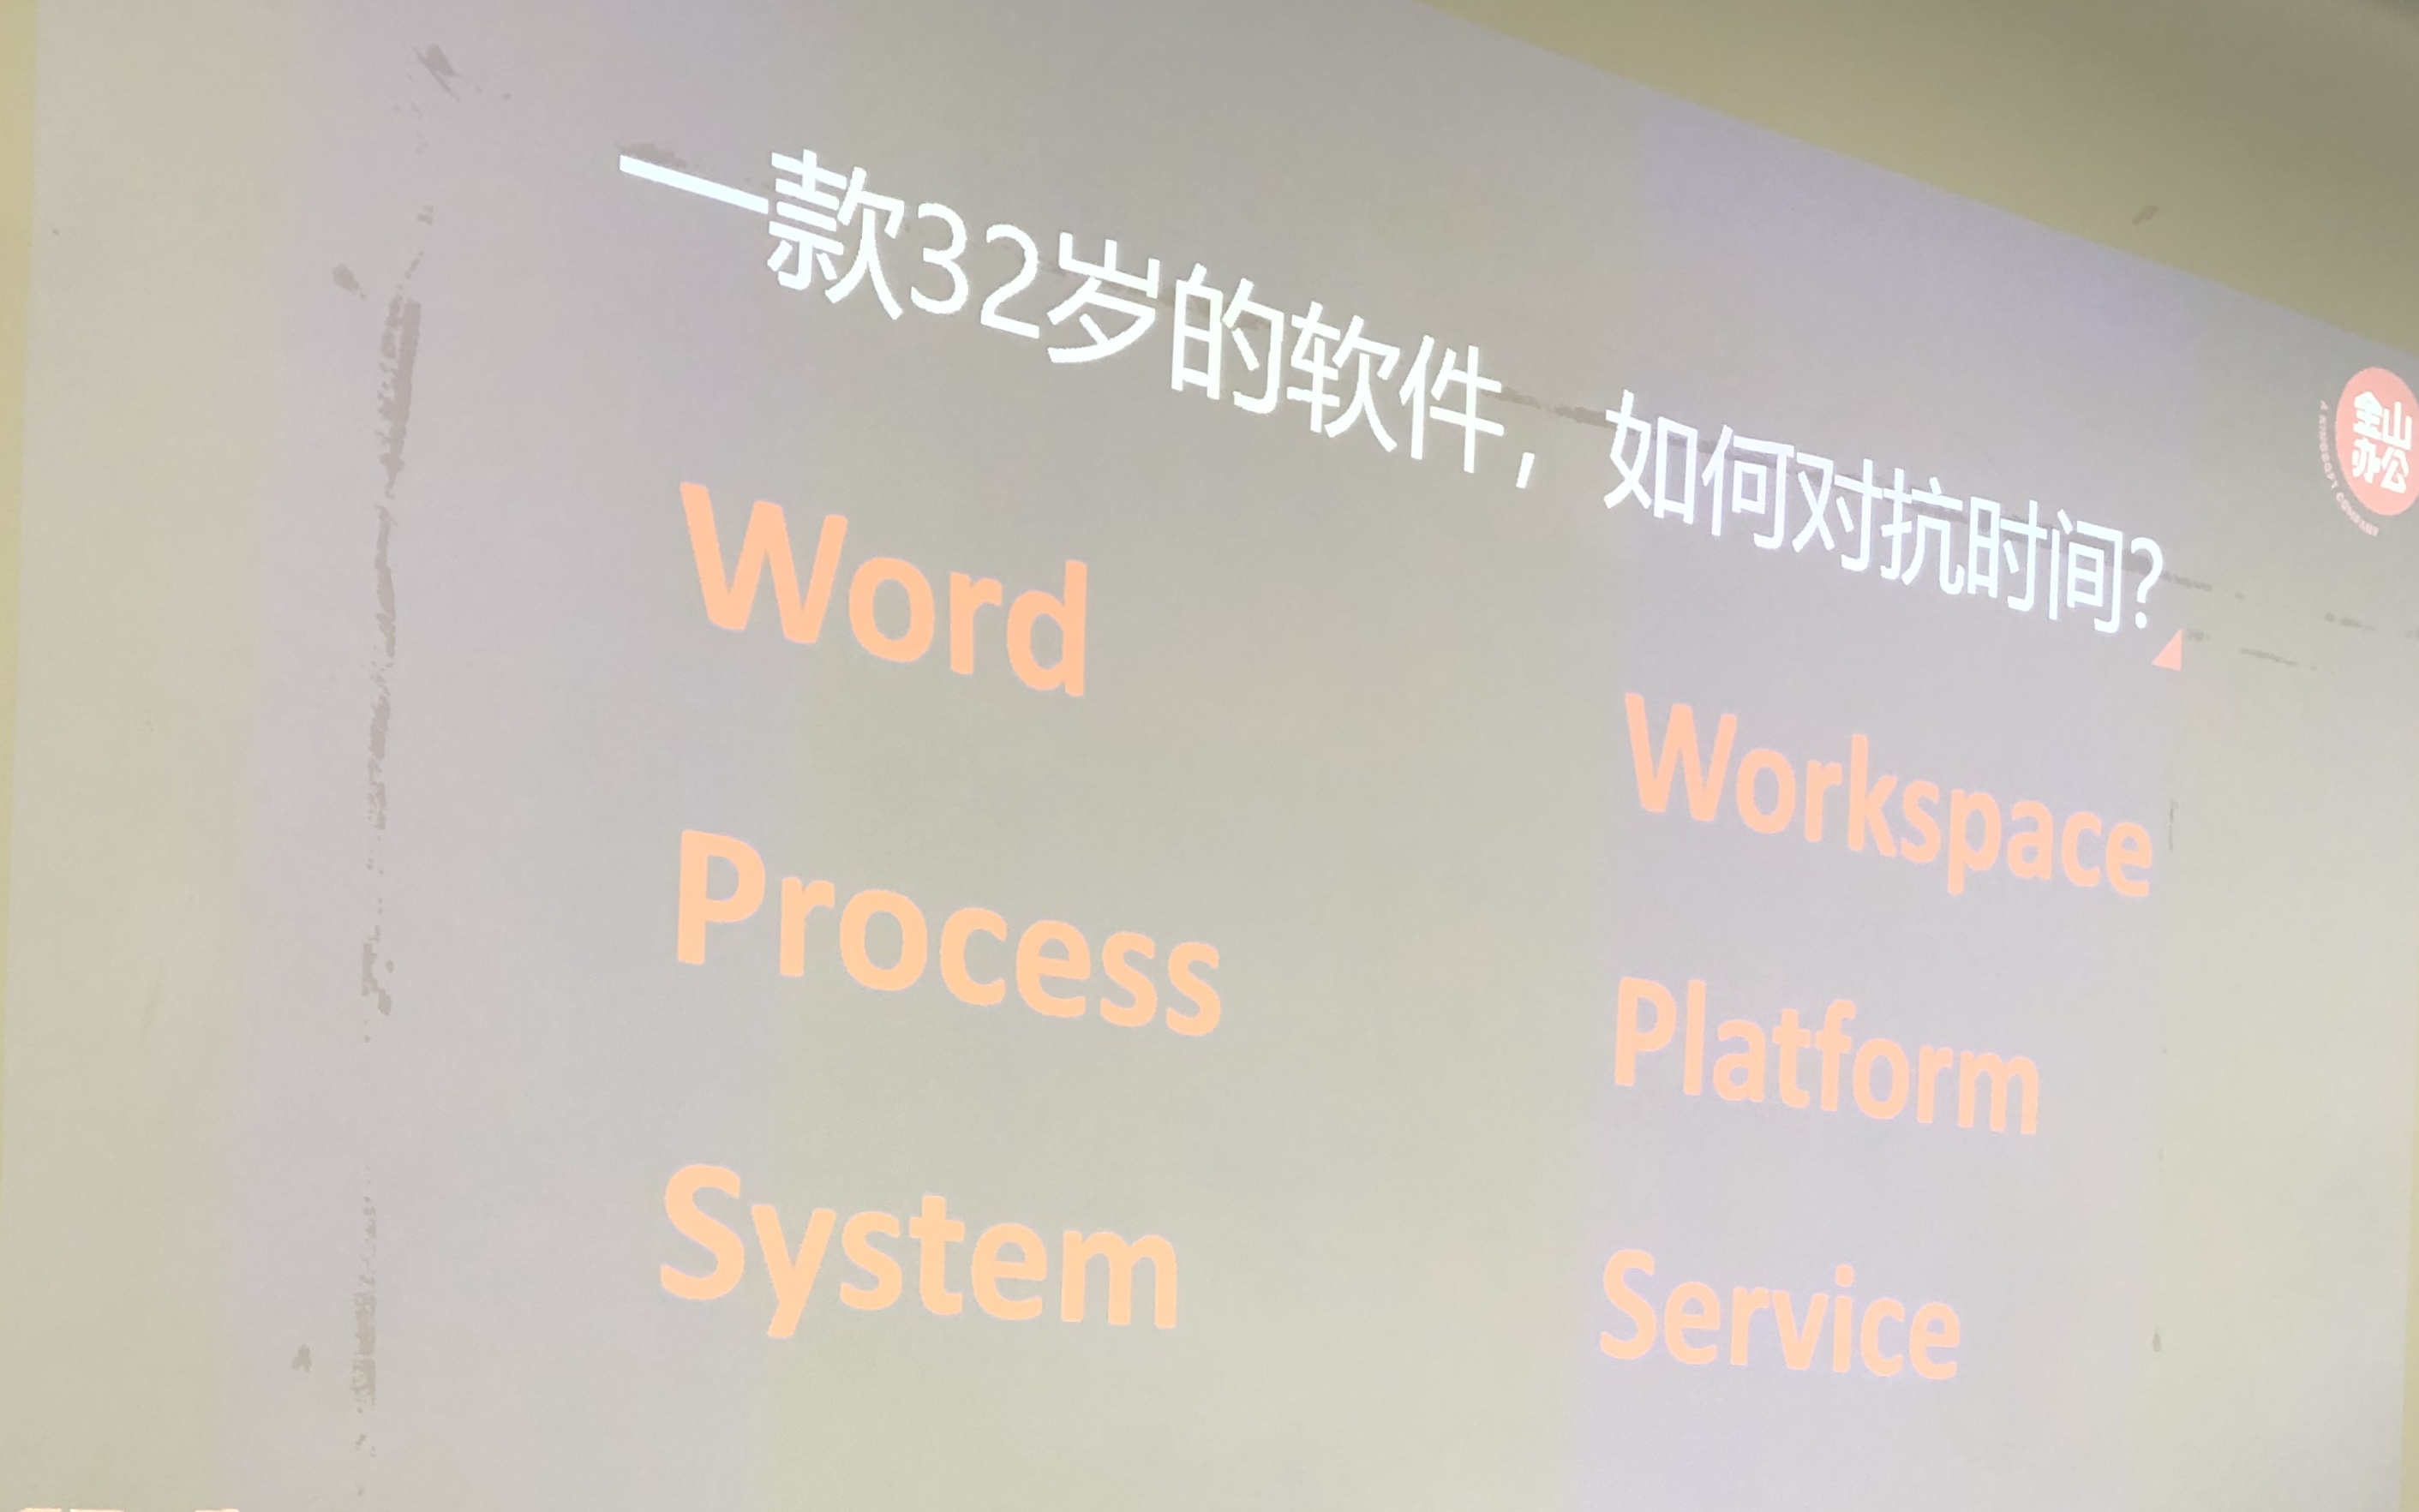 一款32岁的软件，如何对抗时间?
金山
办公
A KINGSOFT COMPANY
Word
Workspace
Process
Platform
System
Service